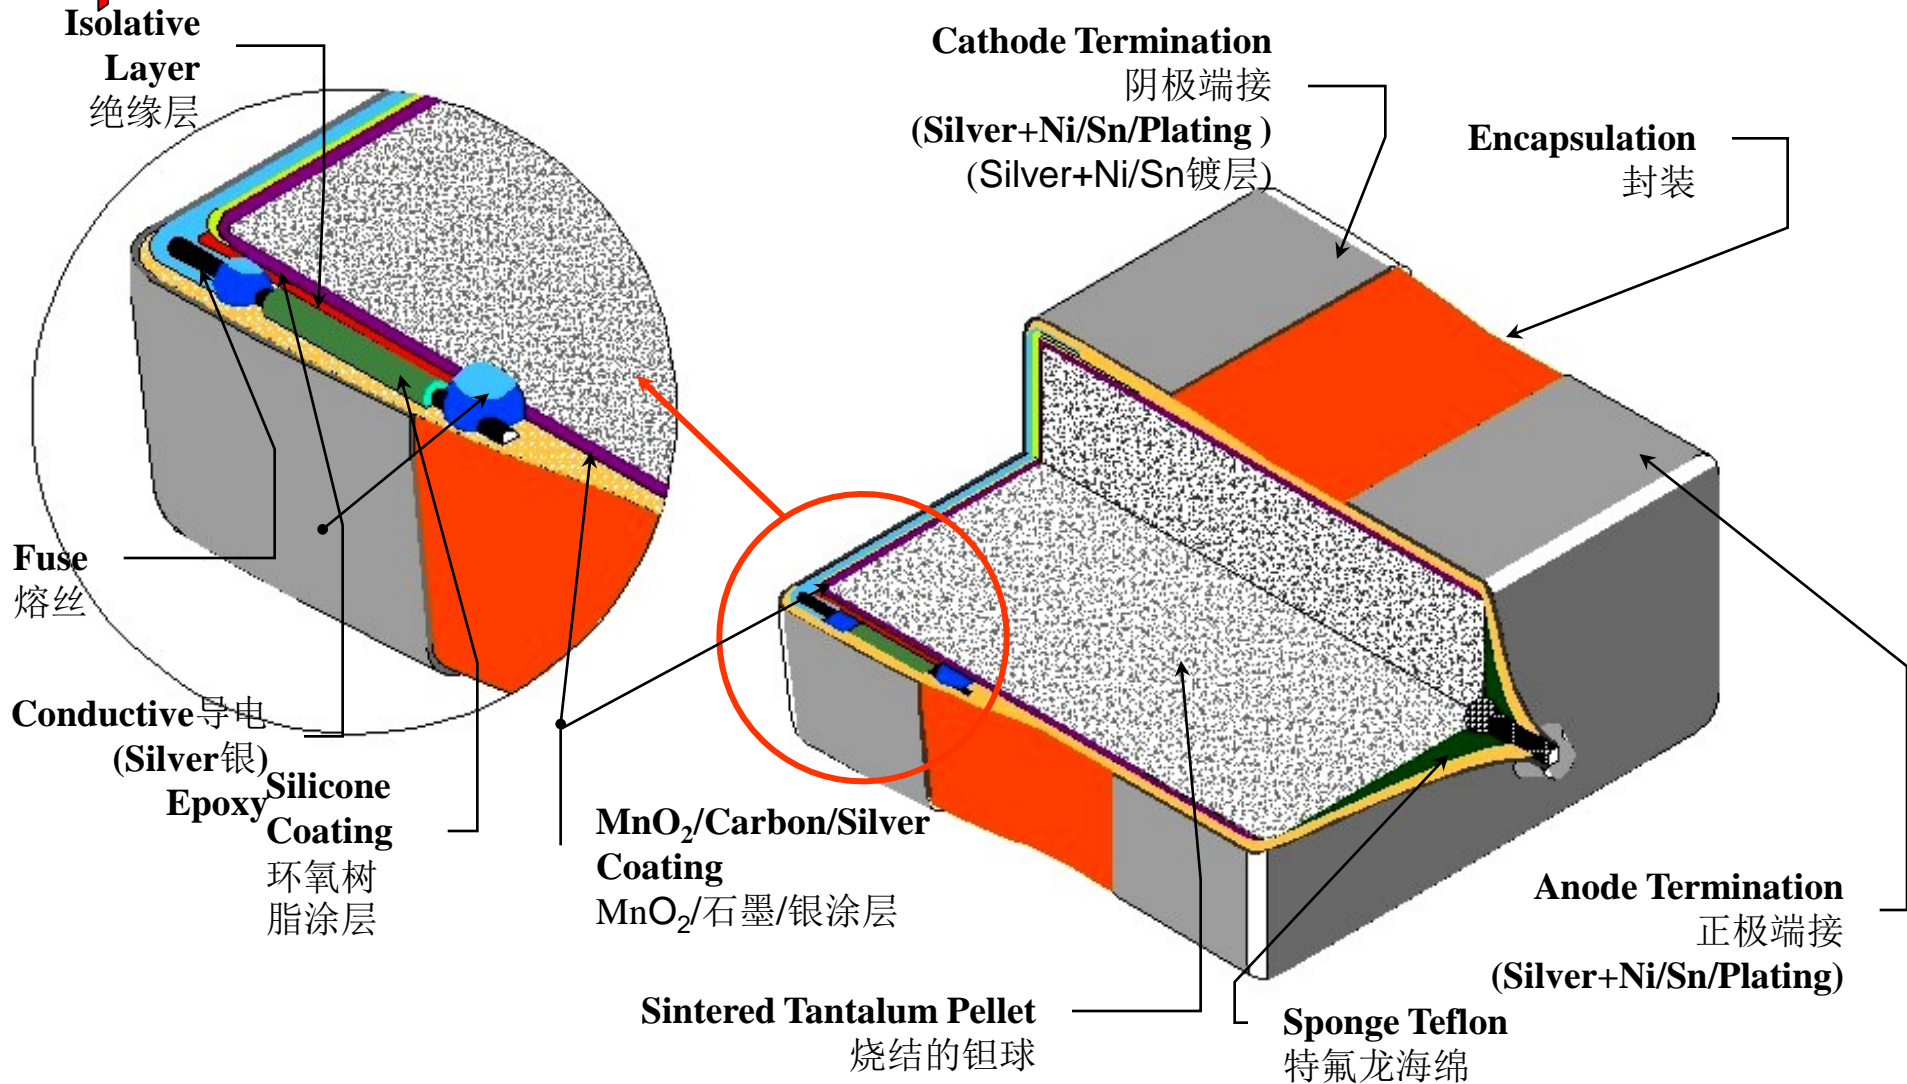 Isolative
Layer
绝缘层
Cathode Termination
阴极端接
(Silver+Ni/Sn/Plating )
(Silver+Ni/Sn镀层)
Encapsulation
封装
Fuse
熔丝
Conductive导电
(Silver银)
Epoxy
Silicone
Coating
环氧树
脂涂层
MnO₂/Carbon/Silver
Coating
MnO₂/石墨/银涂层
Anode Termination
正极端接
(Silver+Ni/Sn/Plating)
Sintered Tantalum Pellet
烧结的钽球
Sponge Teflon
特氟龙海绵